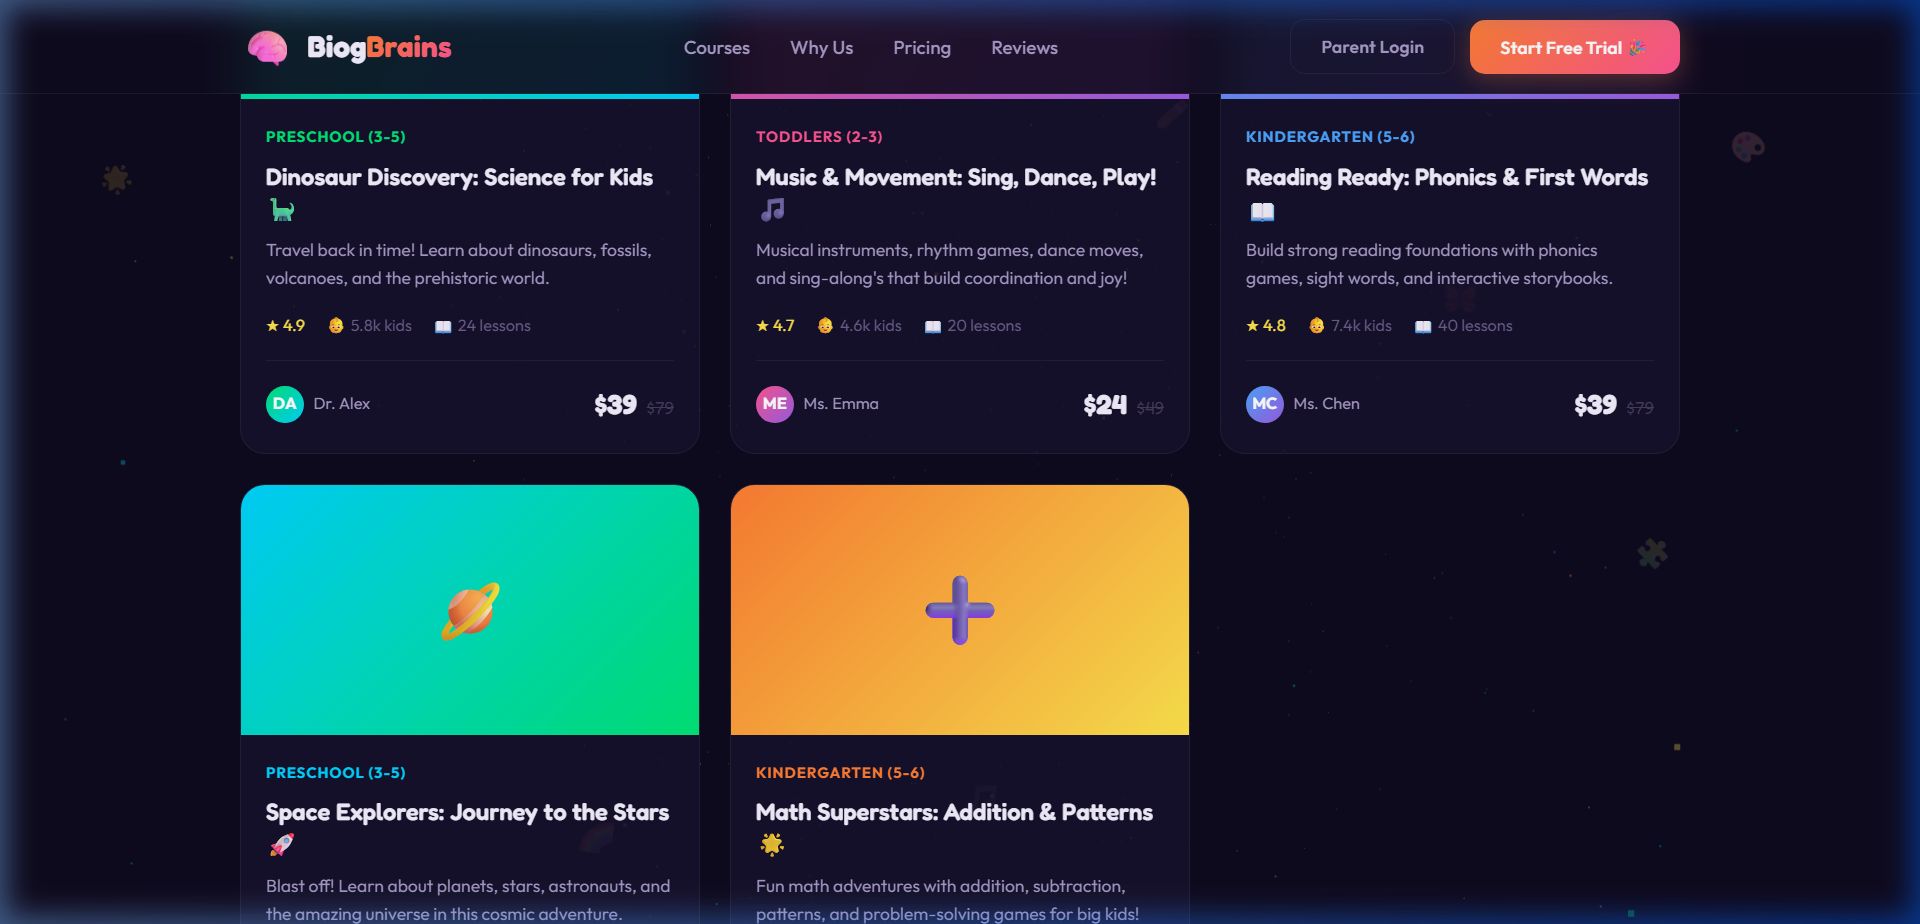 BiogBrains
Courses
Why Us
Pricing
Reviews
Parent Login
Start Free Trial 🎉
PRESCHOOL (3-5)
Dinosaur Discovery: Science for Kids
🦕
Travel back in time! Learn about dinosaurs, fossils,
volcanoes, and the prehistoric world.
★ 4.9 👶 5.8k kids 📖 24 lessons
DA Dr. Alex $39 $79
TODDLERS (2-3)
Music & Movement: Sing, Dance, Play!
🎵
Musical instruments, rhythm games, dance moves,
and sing-along's that build coordination and joy!
★ 4.7 👶 4.6k kids 📖 20 lessons
ME Ms. Emma $24 $49
KINDERGARTEN (5-6)
Reading Ready: Phonics & First Words
📖
Build strong reading foundations with phonics
games, sight words, and interactive storybooks.
★ 4.8 👶 7.4k kids 📖 40 lessons
MC Ms. Chen $39 $79
PRESCHOOL (3-5)
Space Explorers: Journey to the Stars
🚀
Blast off! Learn about planets, stars, astronauts, and
the amazing universe in this cosmic adventure.
KINDERGARTEN (5-6)
Math Superstars: Addition & Patterns
🌟
Fun math adventures with addition, subtraction,
patterns, and problem-solving games for big kids!